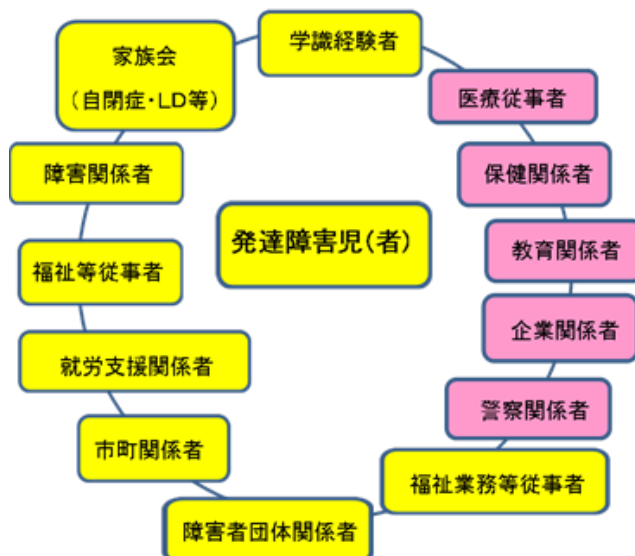 学識経験者
家族会
(自閉症・LD等)
医療従事者
障害関係者
保健関係者
発達障害児(者)
教育関係者
福祉等従事者
企業関係者
就労支援関係者
警察関係者
市町関係者
福祉業務等従事者
障害者団体関係者